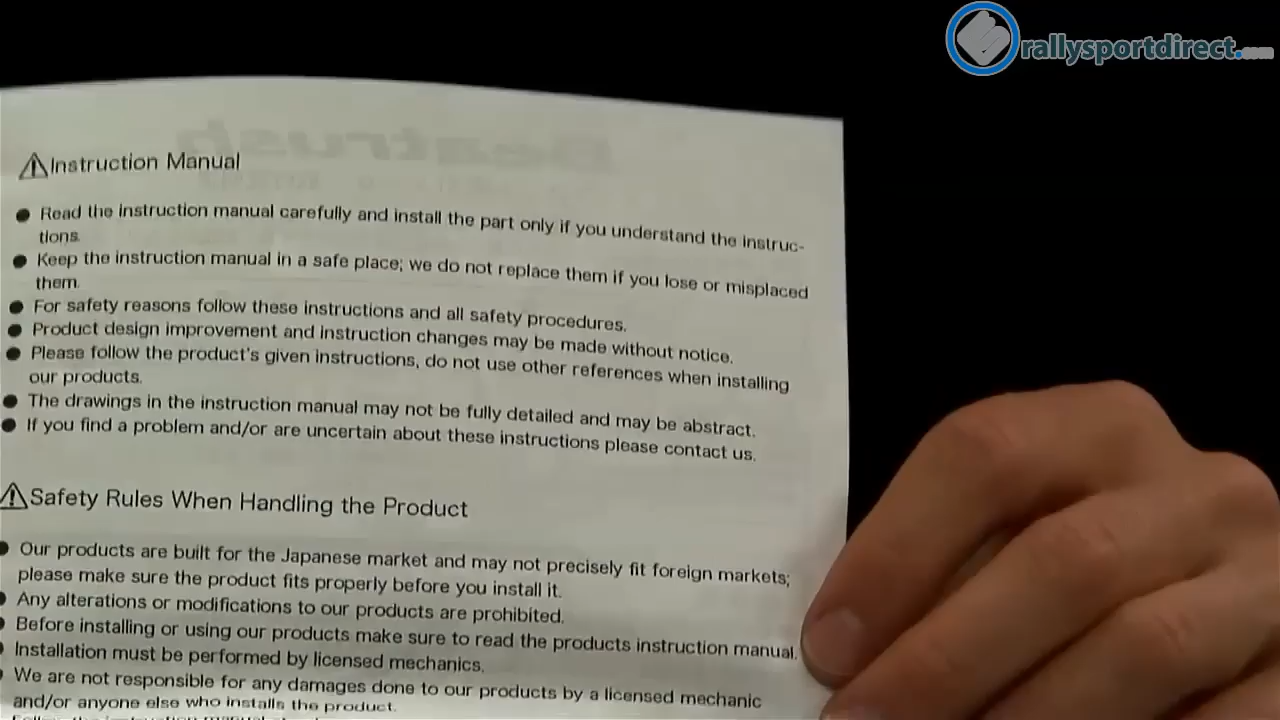 rallysportdirect.com
Instruction Manual
● Read the instruction manual carefully and install the part only if you understand the instruc-
tions.
● Keep the instruction manual in a safe place; we do not replace them if you lose or misplaced
them.
● For safety reasons follow these instructions and all safety procedures.
● Product design improvement and instruction changes may be made without notice.
● Please follow the product's given instructions, do not use other references when installing
our products.
● The drawings in the instruction manual may not be fully detailed and may be abstract.
● If you find a problem and/or are uncertain about these instructions please contact us.
Safety Rules When Handling the Product
● Our products are built for the Japanese market and may not precisely fit foreign markets;
please make sure the product fits properly before you install it.
● Any alterations or modifications to our products are prohibited.
● Before installing or using our products make sure to read the products instruction manual.
● Installation must be performed by licensed mechanics.
● We are not responsible for any damages done to our products by a licensed mechanic
and/or anyone else who installs the product.